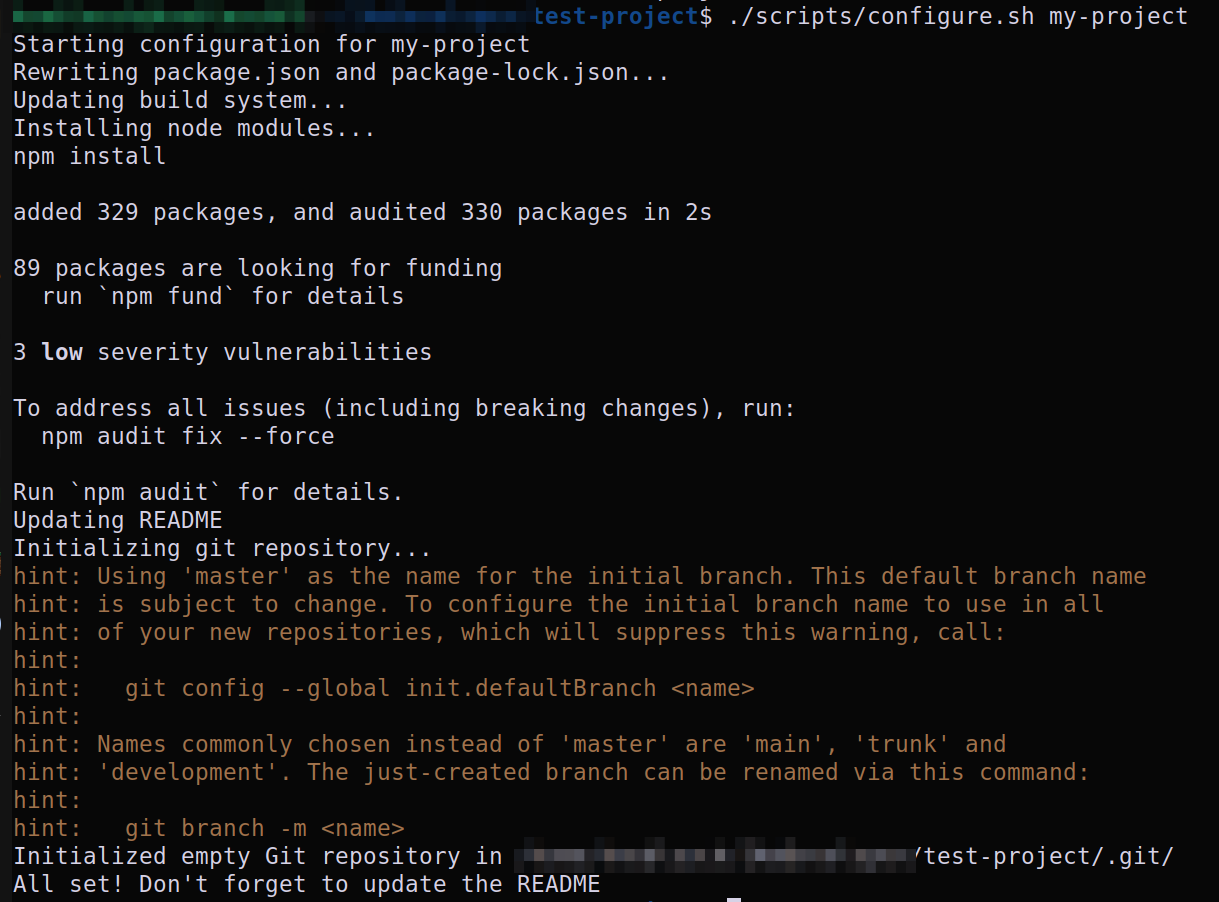 test-project$ ./scripts/configure.sh my-project
Starting configuration for my-project
Rewriting package.json and package-lock.json...
Updating build system...
Installing node modules...
npm install
added 329 packages, and audited 330 packages in 2s
89 packages are looking for funding
  run `npm fund` for details
3 low severity vulnerabilities
To address all issues (including breaking changes), run:
  npm audit fix --force
Run `npm audit` for details.
Updating README
Initializing git repository...
hint: Using 'master' as the name for the initial branch. This default branch name
hint: is subject to change. To configure the initial branch name to use in all
hint: of your new repositories, which will suppress this warning, call:
hint:
hint:   git config --global init.defaultBranch <name>
hint:
hint: Names commonly chosen instead of 'master' are 'main', 'trunk' and
hint: 'development'. The just-created branch can be renamed via this command:
hint:
hint:   git branch -m <name>
Initialized empty Git repository in /test-project/.git/
All set! Don't forget to update the README